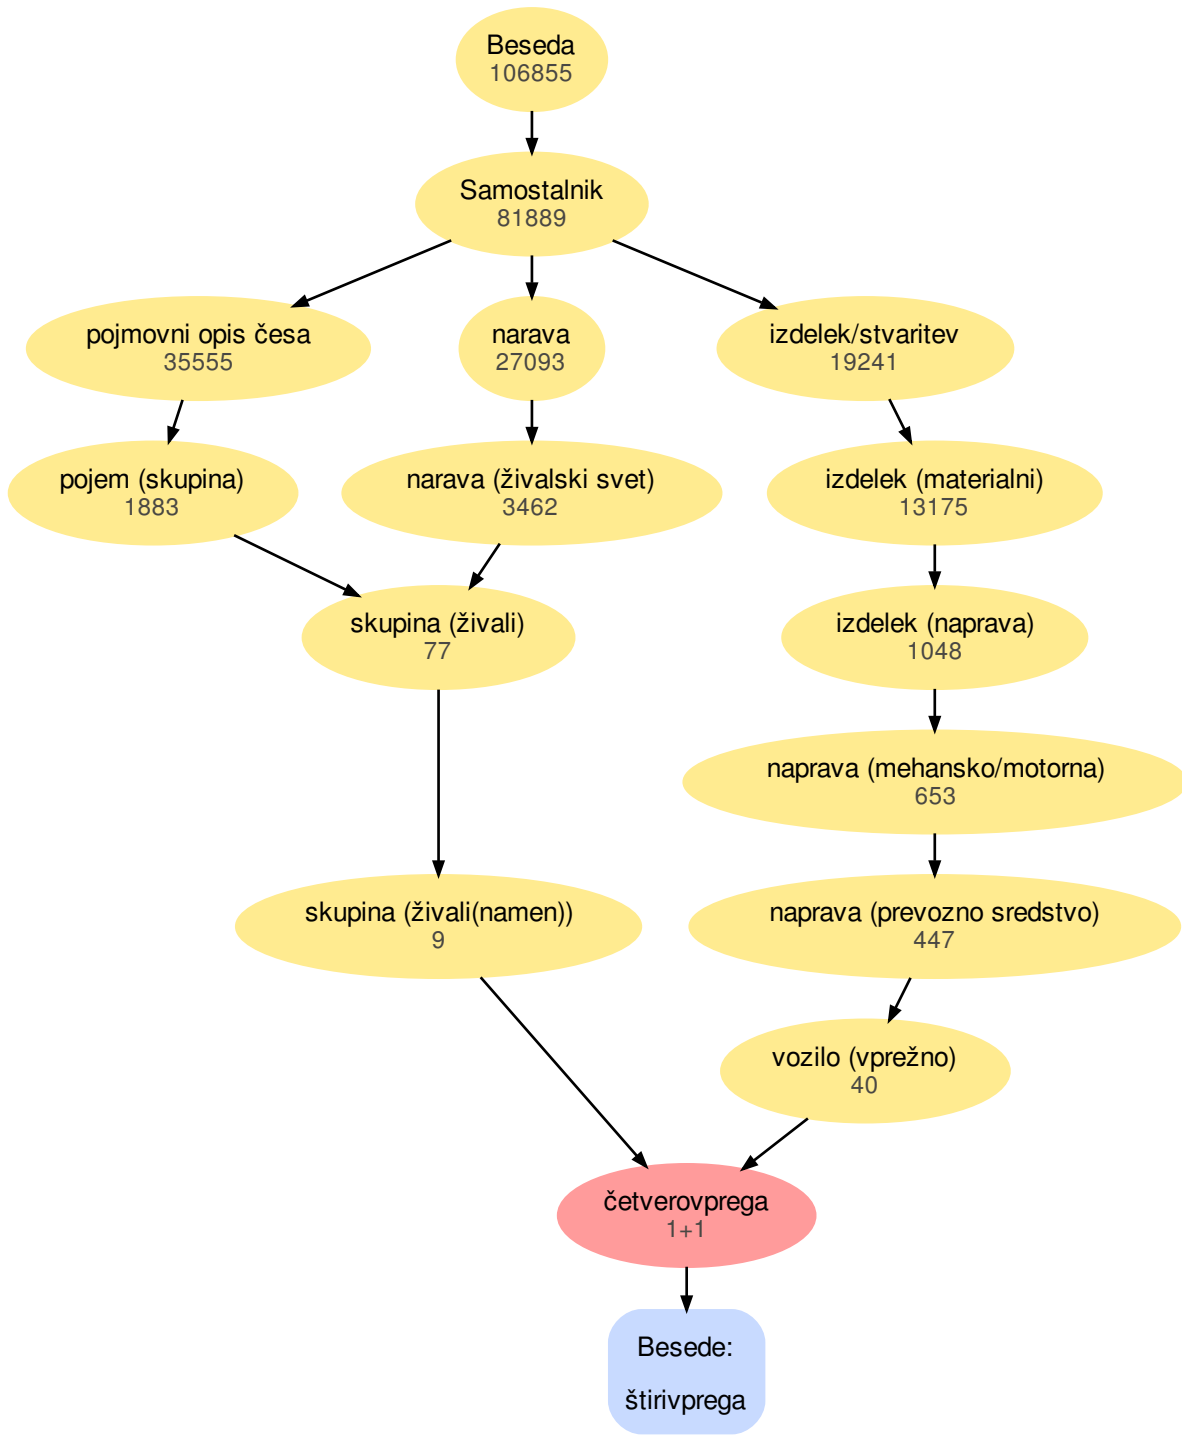 Beseda
106855
Samostalnik
81889
pojmovni opis česa
35555
narava
27093
izdelek/stvaritev
19241
pojem (skupina)
1883
narava (živalski svet)
3462
izdelek (materialni)
13175
skupina (živali)
77
izdelek (naprava)
1048
naprava (mehansko/motorna)
653
skupina (živali(namen))
9
naprava (prevozno sredstvo)
447
vozilo (vprežno)
40
četverovprega
1+1
Besede:
štirivprega